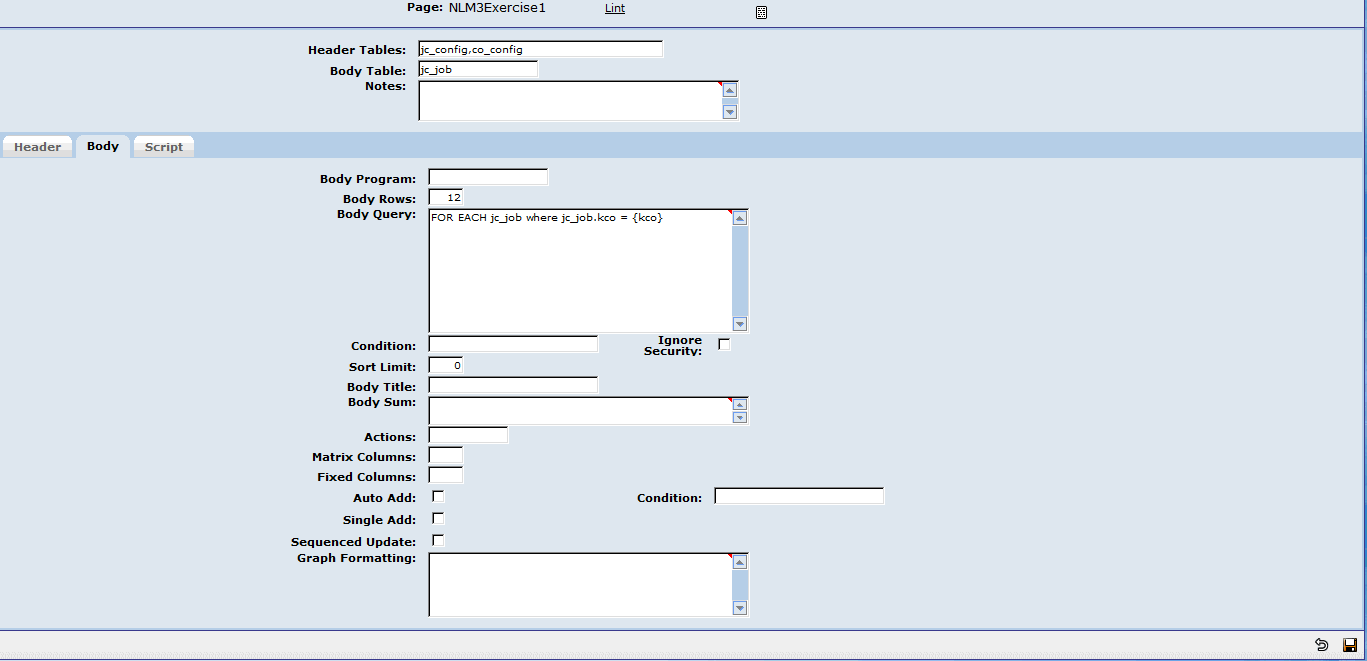 Page: NLM3Exercise1 Lint
Header Tables: jc_config,co_config
Body Table: jc_job
Notes:
Header Body Script
Body Program:
Body Rows: 12
Body Query: FOR EACH jc_job where jc_job.kco = {kco}
Condition: Ignore Security:
Sort Limit: 0
Body Title:
Body Sum:
Actions:
Matrix Columns:
Fixed Columns:
Auto Add: Condition:
Single Add:
Sequenced Update:
Graph Formatting: